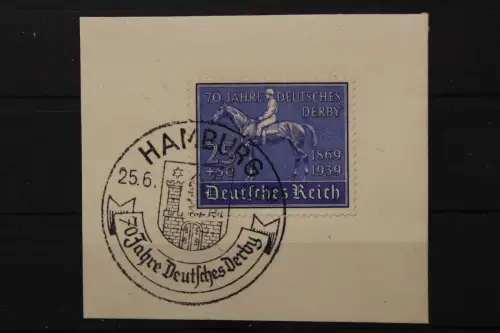 70 JAHRE DEUTSCHES
DERBY
25
+50
1869
1939
Deutsches Reich
HAMBURG
25.6.
70 Jahre Deutsches Derby